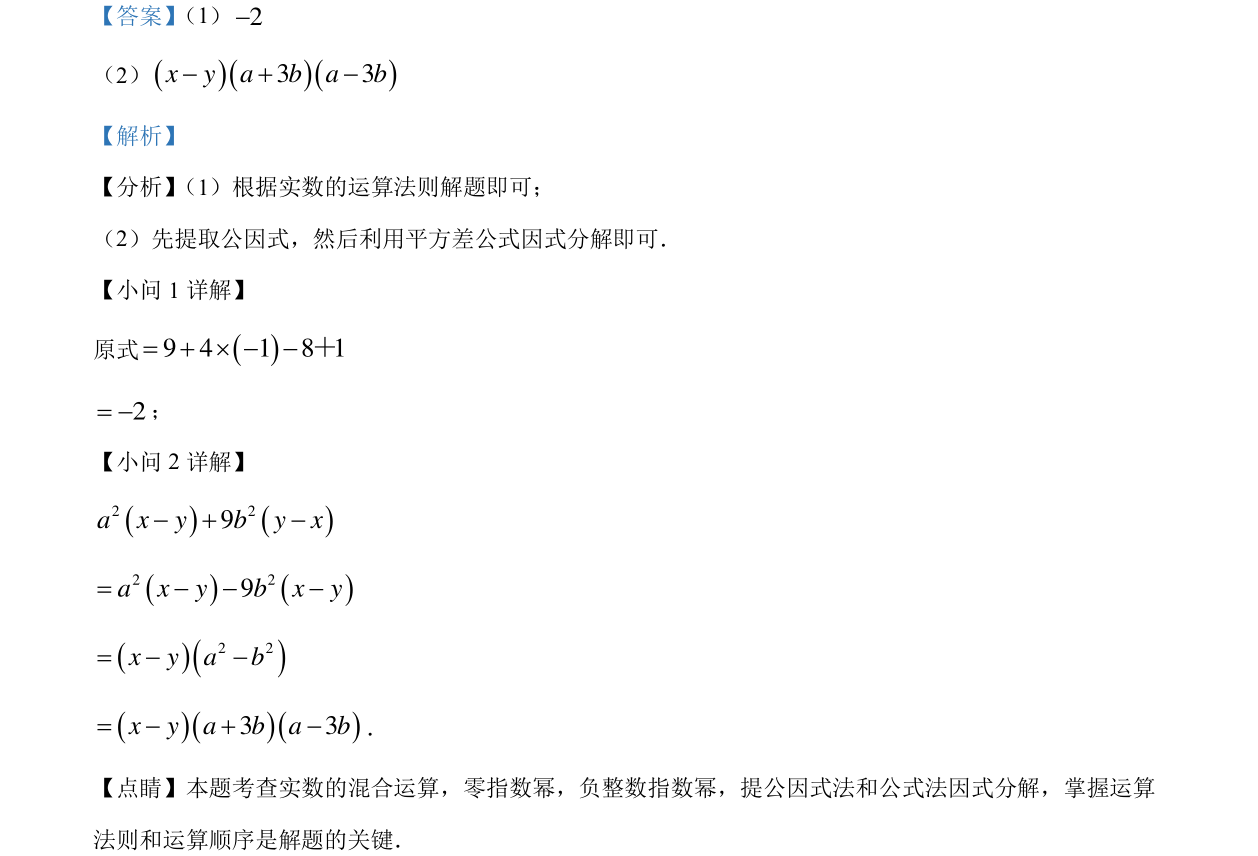 【答案】（1）−2
（2）(x−y)(a+3b)(a−3b)
【解析】
【分析】（1）根据实数的运算法则解题即可；
（2）先提取公因式，然后利用平方差公式因式分解即可．
【小问 1 详解】
原式=9+4×(−1)−8+1
=−2；
【小问 2 详解】
a²(x−y)+9b²(y−x)
=a²(x−y)−9b²(x−y)
=(x−y)(a²−b²)
=(x−y)(a+3b)(a−3b)．
【点睛】本题考查实数的混合运算，零指数幂，负整数指数幂，提公因式法和公式法因式分解，掌握运算
法则和运算顺序是解题的关键．